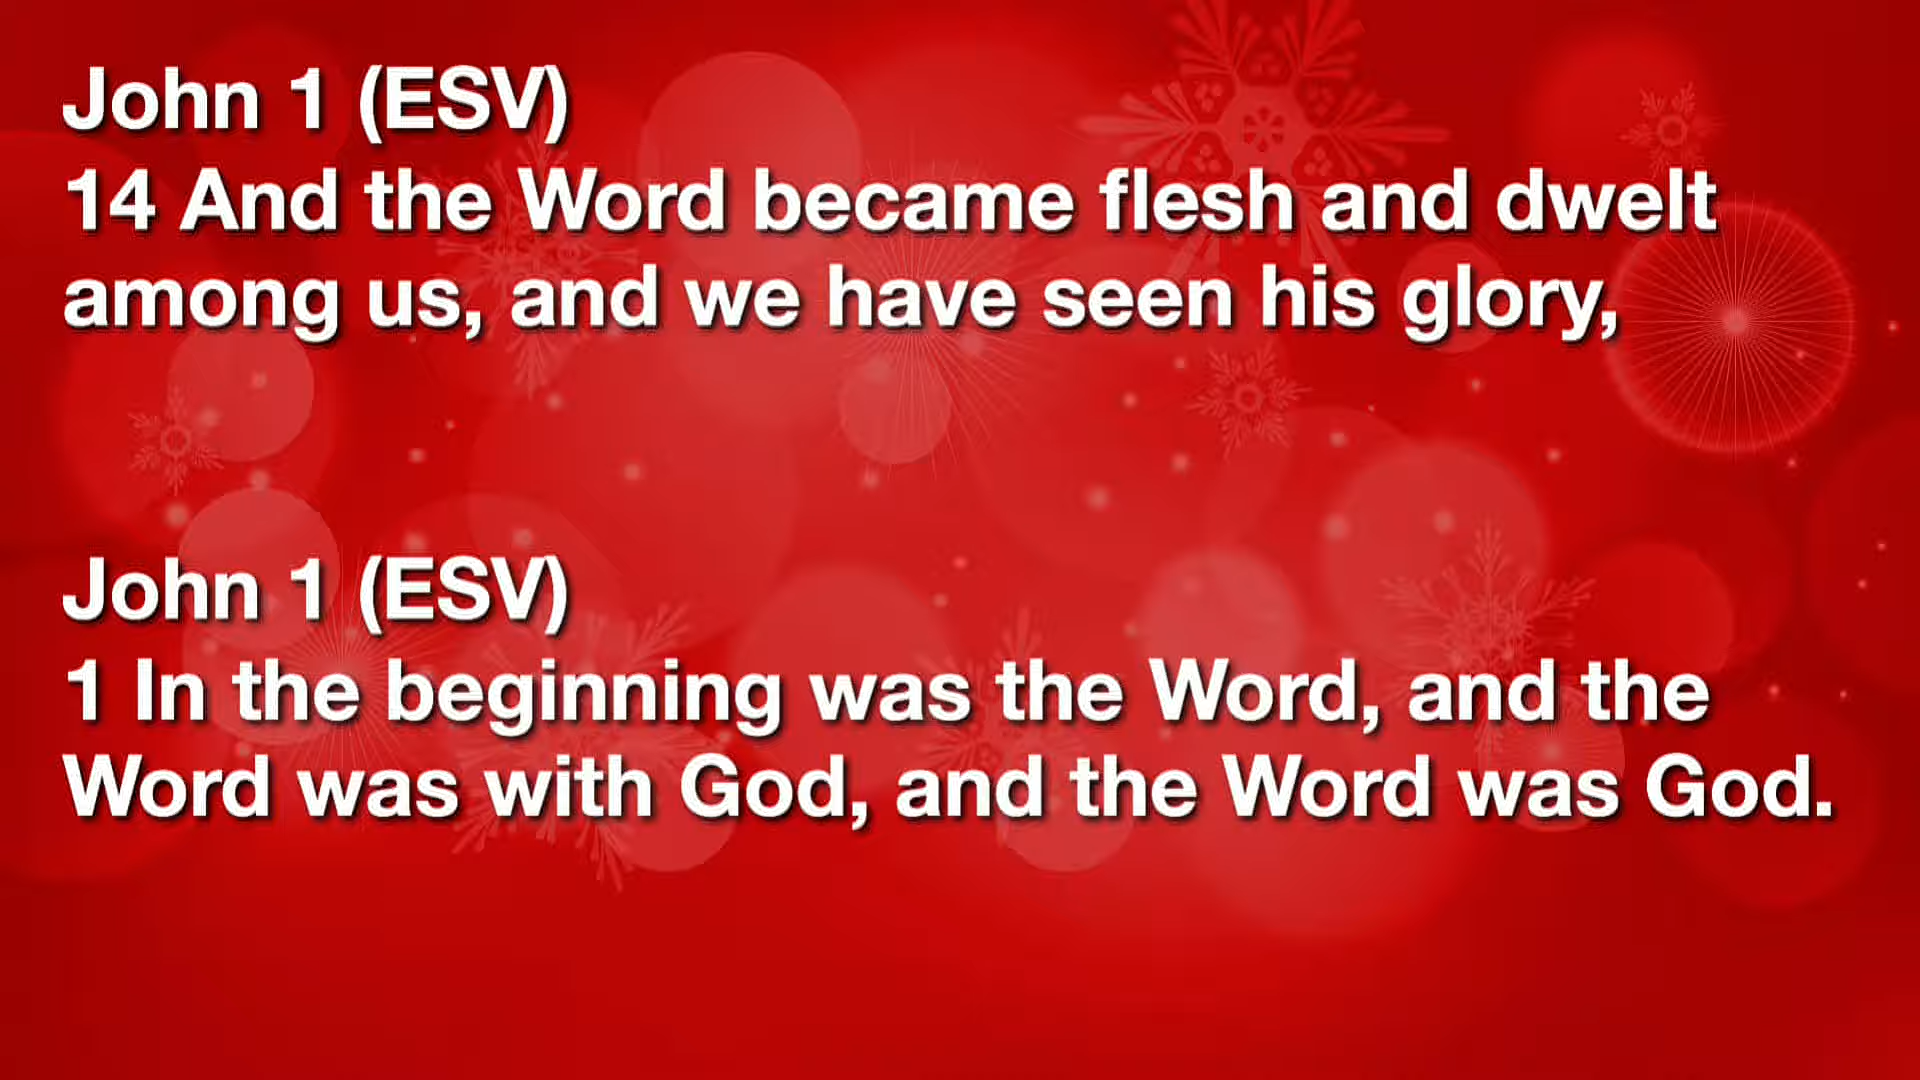 John 1 (ESV)
14 And the Word became flesh and dwelt
among us, and we have seen his glory,
John 1 (ESV)
1 In the beginning was the Word, and the
Word was with God, and the Word was God.